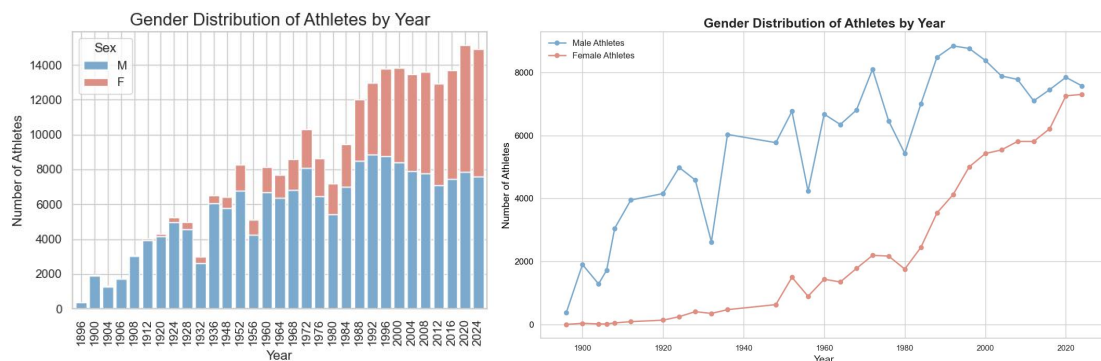 Gender Distribution of Athletes by Year
Sex
M
F
14000
12000
10000
8000
6000
4000
2000
0
Number of Athletes
1896 1900 1904 1906 1908 1912 1920 1924 1928 1932 1936 1948 1952 1956 1960 1964 1968 1972 1976 1980 1984 1988 1992 1996 2000 2004 2008 2012 2016 2020 2024
Year
Gender Distribution of Athletes by Year
Male Athletes
Female Athletes
8000
6000
4000
2000
0
Number of Athletes
1900 1920 1940 1960 1980 2000 2020
Year